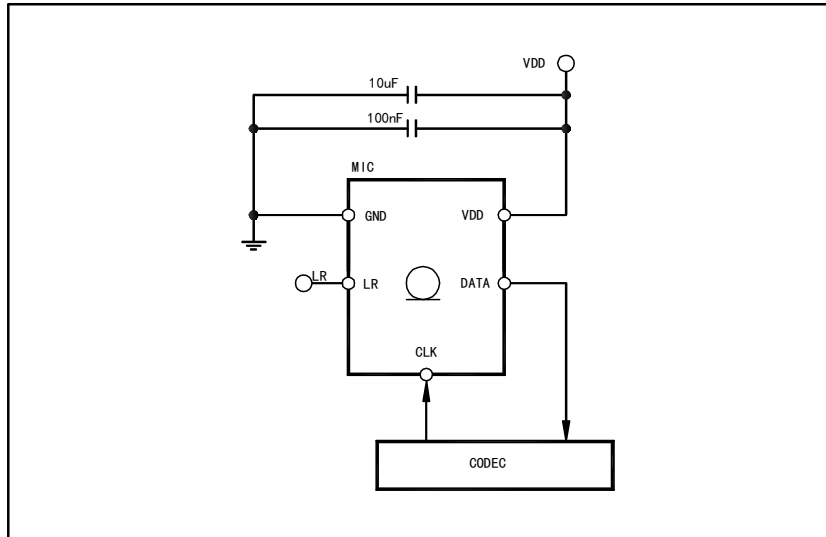 VDD
10uF
100nF
MIC
GND
VDD
LR
LR
DATA
CLK
CODEC